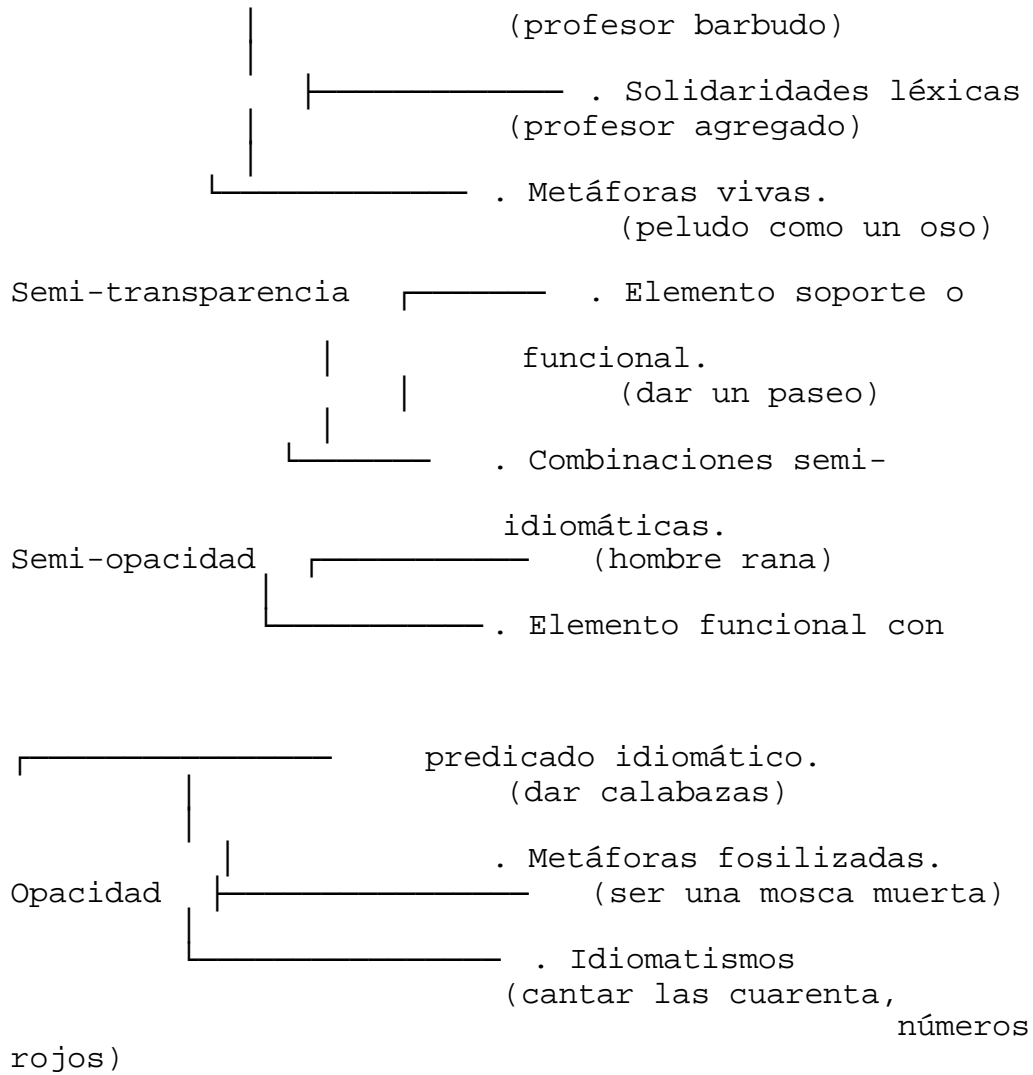 (profesor barbudo)
. Solidaridades léxicas
(profesor agregado)
. Metáforas vivas.
(peludo como un oso)
Semi-transparencia . Elemento soporte o
funcional.
(dar un paseo)
. Combinaciones semi-
idiomáticas.
Semi-opacidad (hombre rana)
. Elemento funcional con
predicado idiomático.
(dar calabazas)
. Metáforas fosilizadas.
Opacidad (ser una mosca muerta)
. Idiomatismos
(cantar las cuarenta,
números
rojos)